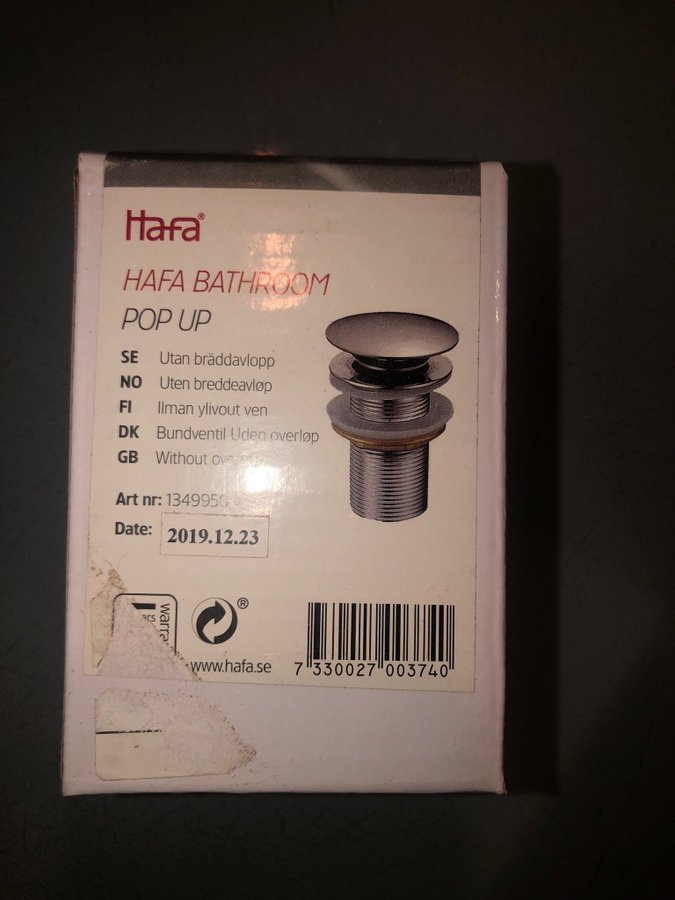 Hafa®
HAFA BATHROOM
POP UP
SE Utan bräddavlopp
NO Uten breddeavløp
FI Ilman ylivout ven
DK Bundventil Uden overløp
GB Without
Art nr: 1349950
Date: 2019.12.23
®
www.hafa.se
7 330027 003740